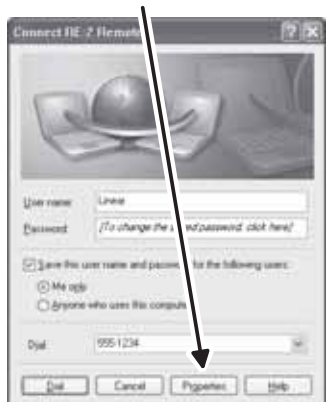 Connect RE-2 Remote
User name: Linear
Password: [To change the saved password, click here]
Save this user name and password for the following users:
Me only
Anyone who uses this computer
Dial: 555-1234
Dial Cancel Properties Help